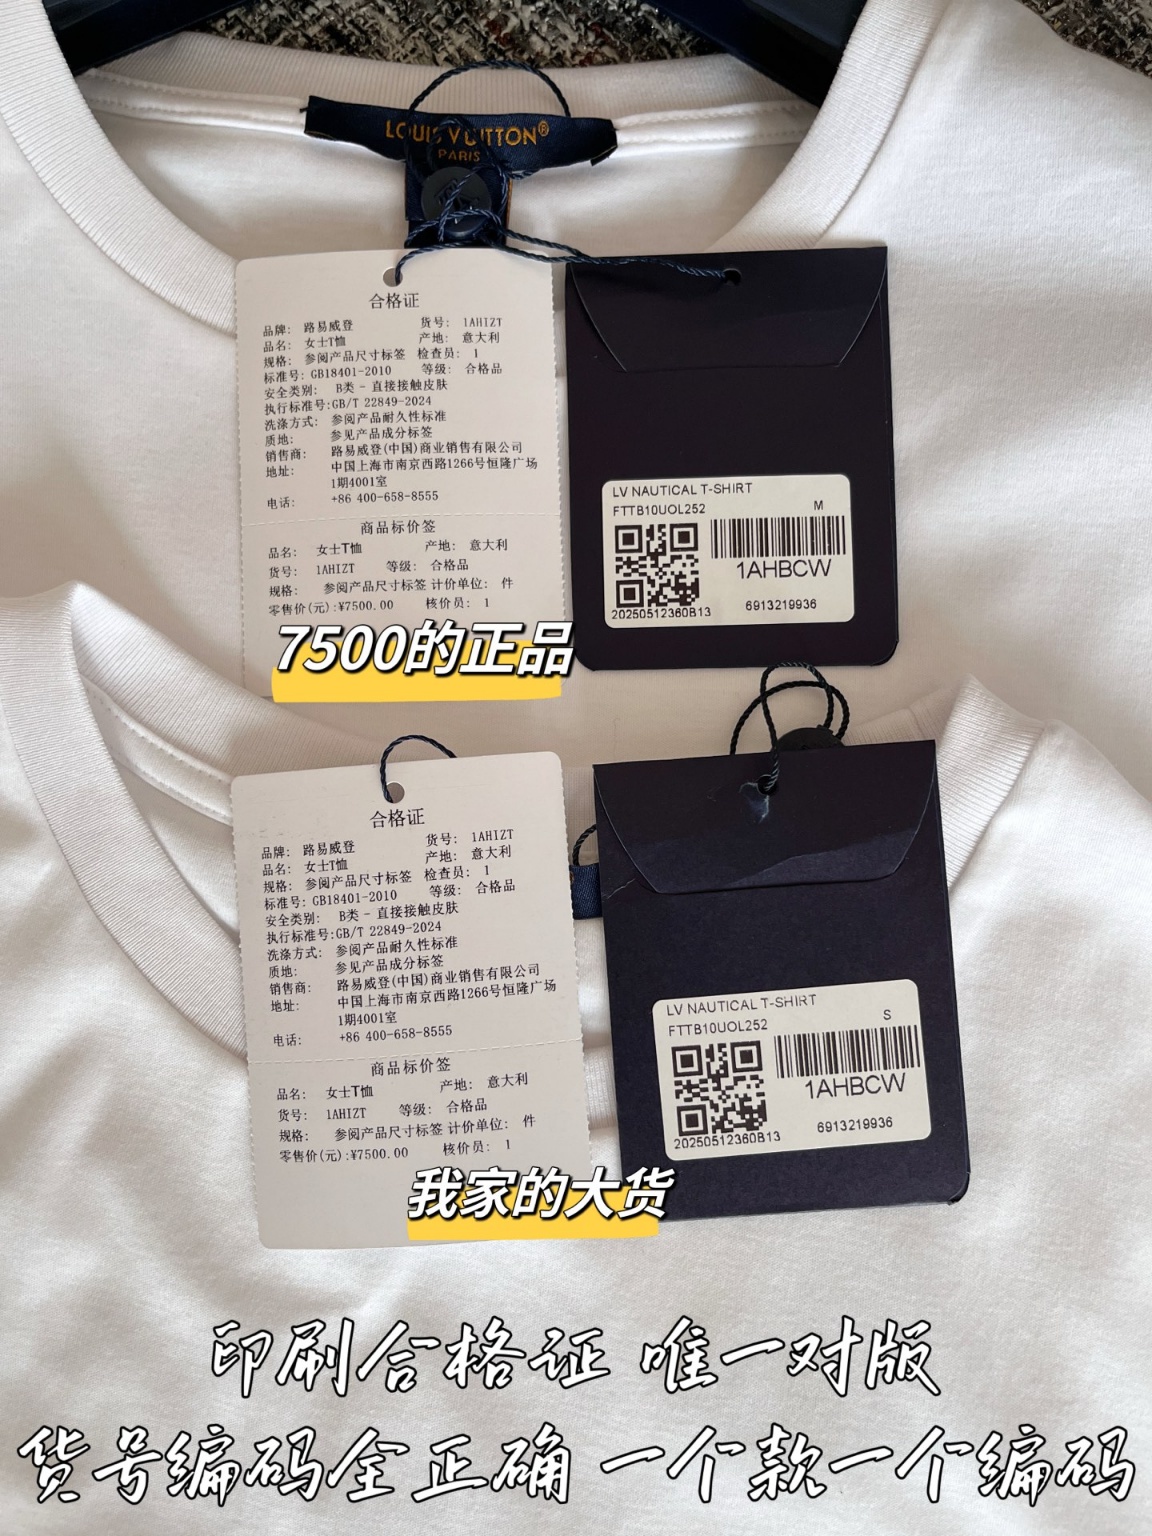 LOUIS VUITTON®
PARIS
合格证
品牌: 路易威登 货号: 1AHIZT
品名: 女士T恤 产地: 意大利
规格: 参阅产品尺寸标签 检查员: 1
标准号: GB18401-2010 等级: 合格品
安全类别: B类 - 直接接触皮肤
执行标准号:GB/T 22849-2024
洗涤方式: 参阅产品耐久性标准
质地: 参见产品成分标签
销售商: 路易威登(中国)商业销售有限公司
地址: 中国上海市南京西路1266号恒隆广场
1期4001室
电话: +86 400-658-8555
商品标价签
品名: 女士T恤 产地: 意大利
货号: 1AHIZT 等级: 合格品
规格: 参阅产品尺寸标签 计价单位: 件
零售价(元):¥7500.00 核价员: 1
LV NAUTICAL T-SHIRT
FTTB10UOL252 M
1AHBCW
20250512360B13 6913219936
7500的正品
合格证
品牌: 路易威登 货号: 1AHIZT
品名: 女士T恤 产地: 意大利
规格: 参阅产品尺寸标签 检查员: 1
标准号: GB18401-2010 等级: 合格品
安全类别: B类 - 直接接触皮肤
执行标准号:GB/T 22849-2024
洗涤方式: 参阅产品耐久性标准
质地: 参见产品成分标签
销售商: 路易威登(中国)商业销售有限公司
地址: 中国上海市南京西路1266号恒隆广场
1期4001室
电话: +86 400-658-8555
商品标价签
品名: 女士T恤 产地: 意大利
货号: 1AHIZT 等级: 合格品
规格: 参阅产品尺寸标签 计价单位: 件
零售价(元):¥7500.00 核价员: 1
LV NAUTICAL T-SHIRT
FTTB10UOL252 S
1AHBCW
20250512360B13 6913219936
我家的大货
印刷合格证 唯一对版
货号编码全正确 一个款一个编码